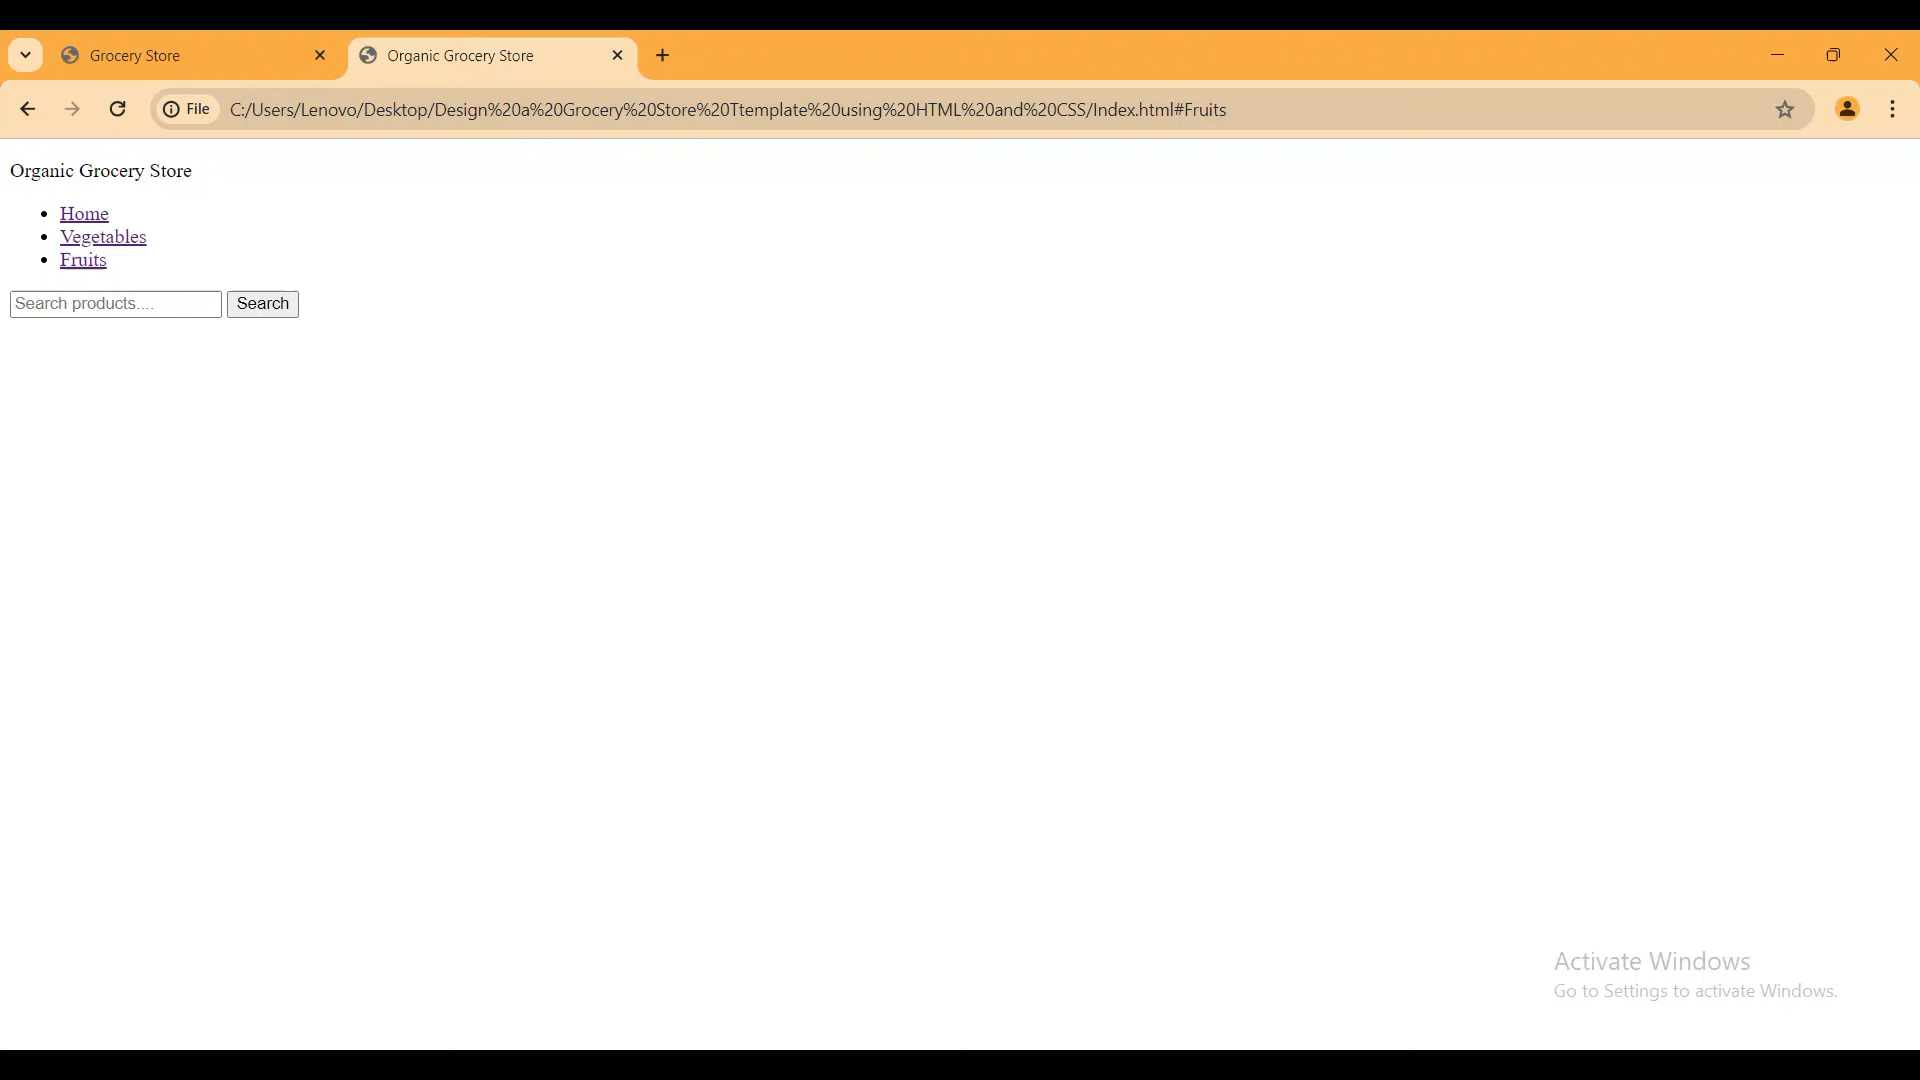 Grocery Store
Organic Grocery Store
File
C:/Users/Lenovo/Desktop/Design%20a%20Grocery%20Store%20Ttemplate%20using%20HTML%20and%20CSS/Index.html#Fruits
Organic Grocery Store
Home
Vegetables
Fruits
Search products.... Search
Activate Windows
Go to Settings to activate Windows.